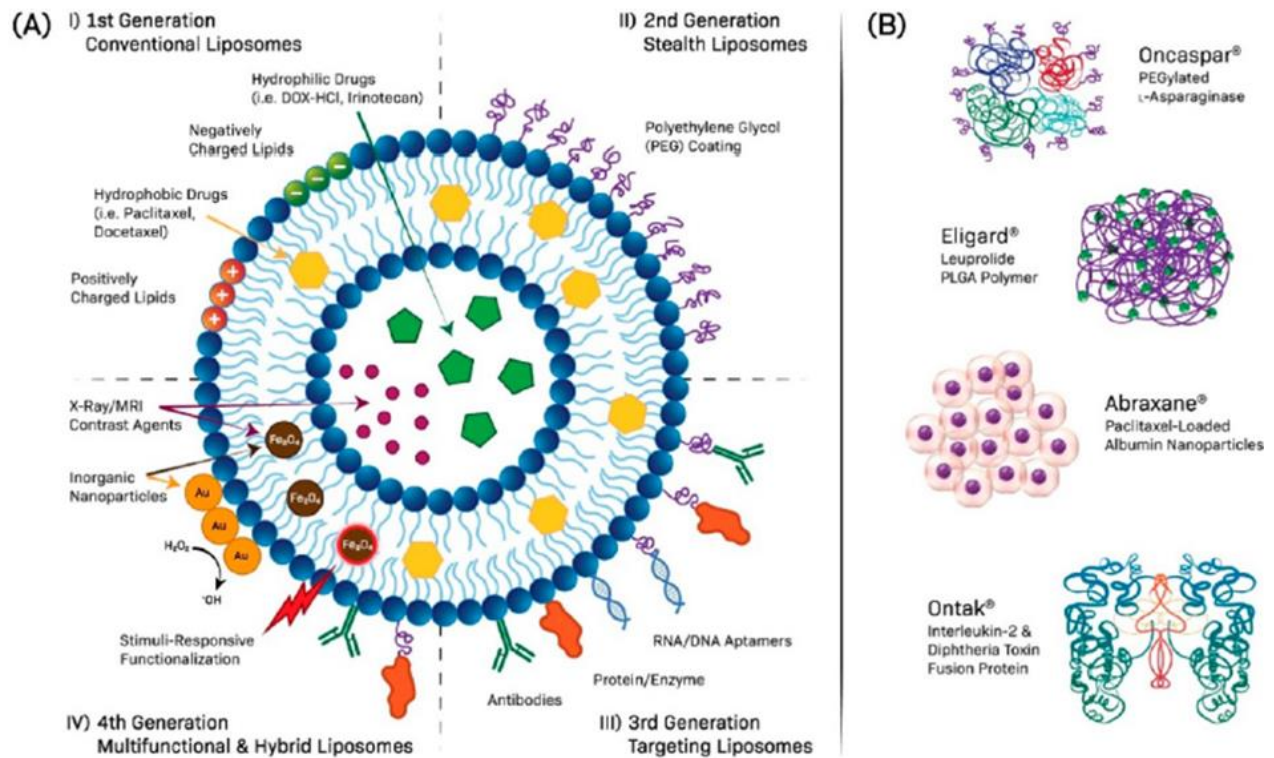 (A)
I) 1st Generation
Conventional Liposomes
II) 2nd Generation
Stealth Liposomes
Hydrophilic Drugs
(i.e. DOX-HCl, Irinotecan)
Negatively
Charged Lipids
Polyethylene Glycol
(PEG) Coating
Hydrophobic Drugs
(i.e. Paclitaxel,
Docetaxel)
Positively
Charged Lipids
− − −
+ + +
X-Ray/MRI
Contrast Agents
Fe₃O₄
Inorganic
Nanoparticles
Au
Fe₃O₄
Au
Fe₃O₄
H₂O₂
Au
·OH
Stimuli-Responsive
Functionalization
RNA/DNA Aptamers
Protein/Enzyme
Antibodies
IV) 4th Generation
Multifunctional & Hybrid Liposomes
III) 3rd Generation
Targeting Liposomes
(B)
Oncaspar®
PEGylated
L-Asparaginase
Eligard®
Leuprolide
PLGA Polymer
Abraxane®
Paclitaxel-Loaded
Albumin Nanoparticles
Ontak®
Interleukin-2 &
Diphtheria Toxin
Fusion Protein